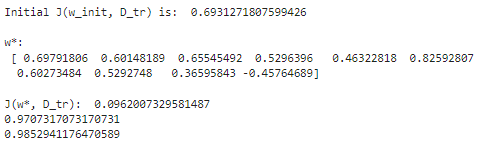 Initial J(w_init, D_tr) is:  0.6931271807599426
w*:
[ 0.69791806  0.60148189  0.65545492  0.5296396   0.46322818  0.82592807
0.60273484  0.5292748   0.36595843 -0.45764689]
J(w*, D_tr):  0.0962007329581487
0.9707317073170731
0.9852941176470589